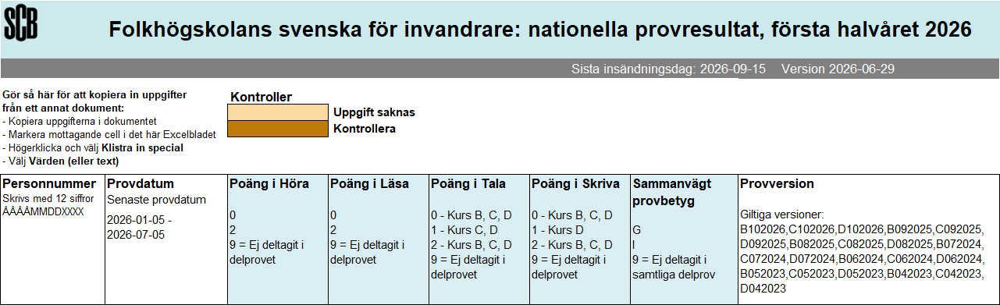 SCB
Folkhögskolans svenska för invandrare: nationella provresultat, första halvåret 2026
Sista insändningsdag: 2026-09-15 Version 2026-06-29
Gör så här för att kopiera in uppgifter
från ett annat dokument:
- Kopiera uppgifterna i dokumentet
- Markera mottagande cell i det här Excelbladet
- Högerklicka och välj Klistra in special
- Välj Värden (eller text)
Kontroller
Uppgift saknas
Kontrollera
Personnummer
Skrivs med 12 siffror
ÅÅÅÅMMDDXXXX
Provdatum
Senaste provdatum
2026-01-05 -
2026-07-05
Poäng i Höra
0
2
9 = Ej deltagit i
delprovet
Poäng i Läsa
0
2
9 = Ej deltagit i
delprovet
Poäng i Tala
0 - Kurs B, C, D
1 - Kurs C, D
2 - Kurs B, C, D
9 = Ej deltagit i
delprovet
Poäng i Skriva
0 - Kurs B, C, D
1 - Kurs D
2 - Kurs B, C, D
9 = Ej deltagit i
delprovet
Sammanvägt
provbetyg
G
I
9 = Ej deltagit i
samtliga delprov
Provversion
Giltiga versioner:
B102026,C102026,D102026,B092025,C092025,
D092025,B082025,C082025,D082025,B072024,
C072024,D072024,B062024,C062024,D062024,
B052023,C052023,D052023,B042023,C042023,
D042023